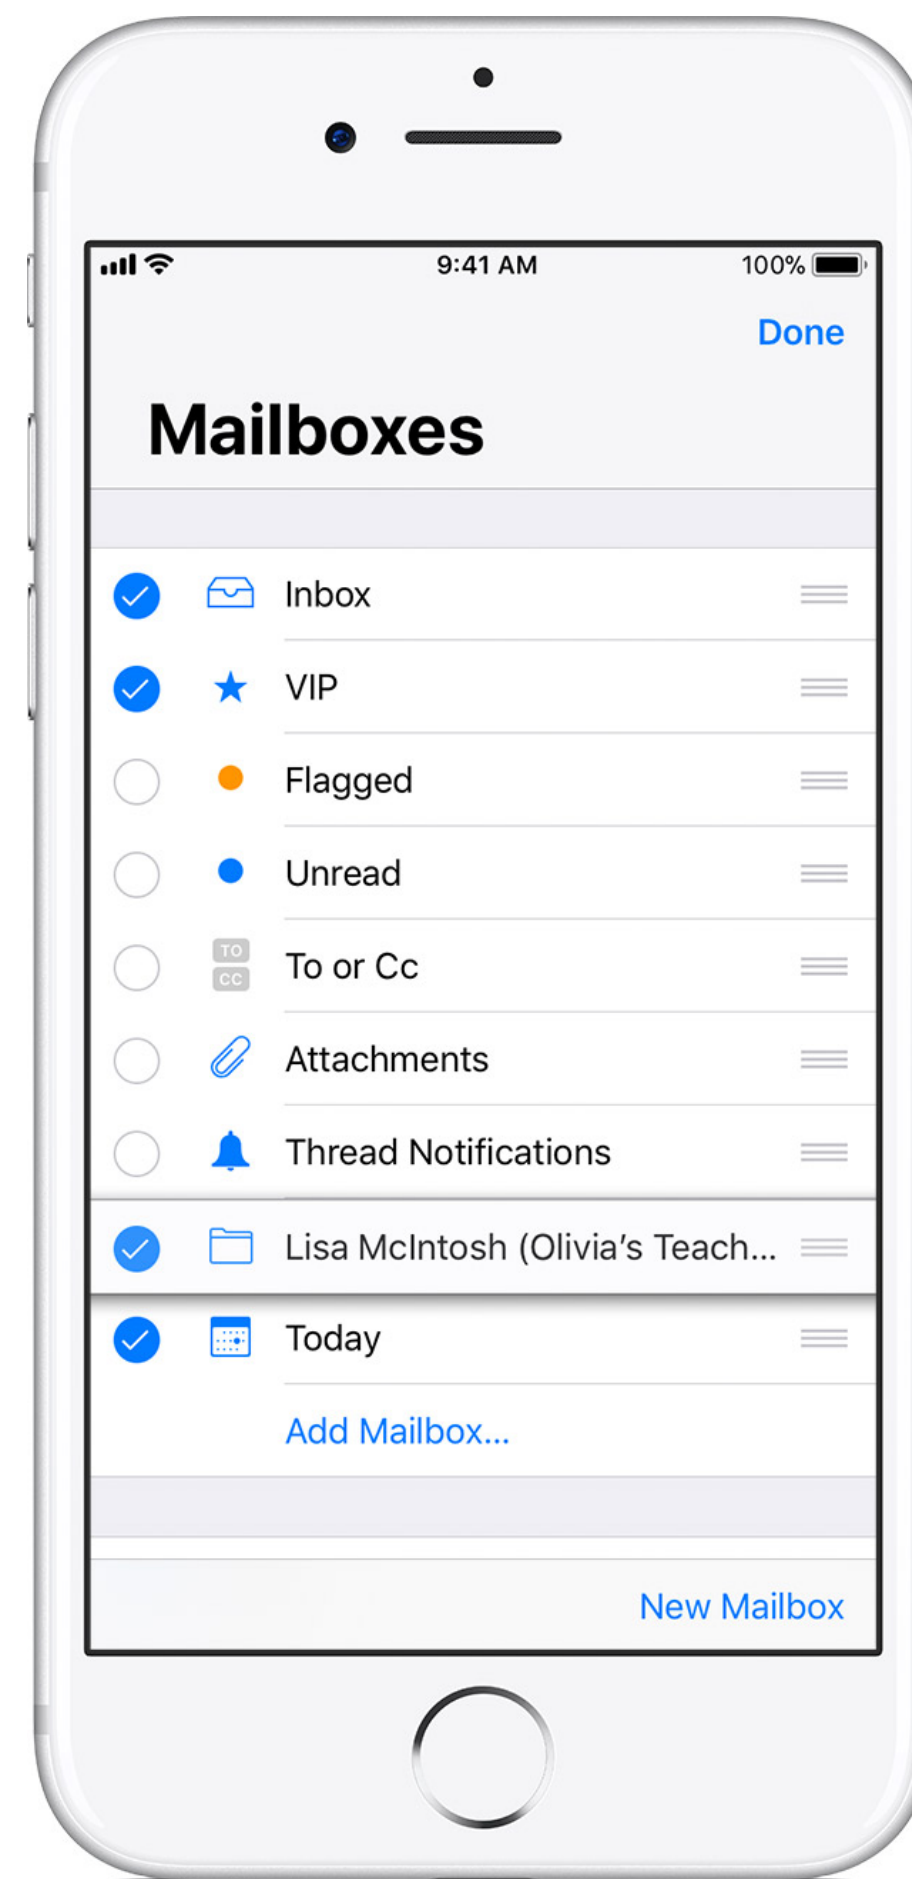 9:41 AM
100%
Done
Mailboxes
Inbox
VIP
Flagged
Unread
TO
CC
To or Cc
Attachments
Thread Notifications
Lisa McIntosh (Olivia’s Teach...
Today
Add Mailbox...
New Mailbox